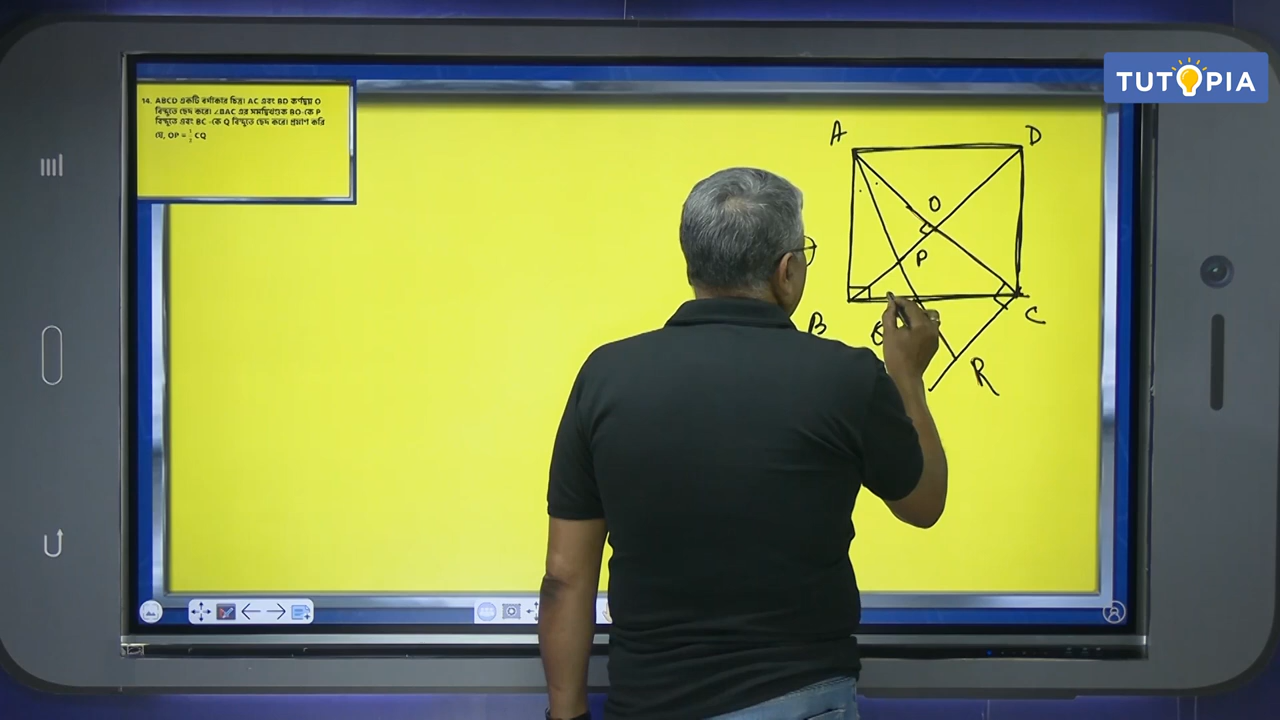 TUTOPIA
14. ABCD একটি বর্গাকার চিত্র। AC এবং BD কর্ণদ্বয় O
বিন্দুতে ছেদ করে। ∠BAC এর সমদ্বিখণ্ডক BO-কে P
বিন্দুতে এবং BC -কে Q বিন্দুতে ছেদ করে। প্রমাণ করি
যে, OP = 1/2 CQ
A D
O
P
B C
R